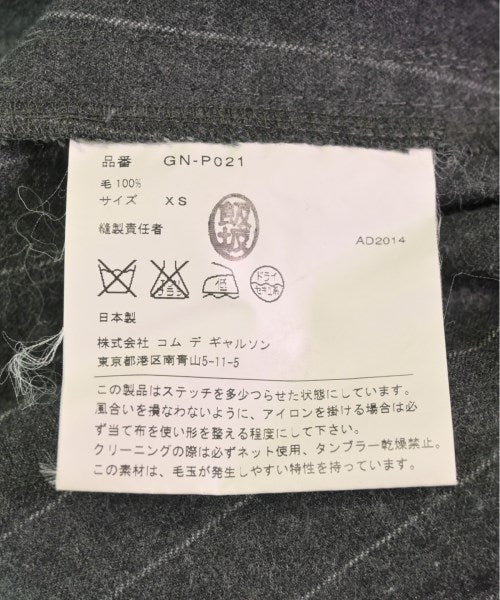 品番 GN-P021
毛 100%
サイズ XS
縫製責任者
飯坂
AD2014
エンソ
低
ドライ
セキユ系
日本製
株式会社 コム デ ギャルソン
東京都港区南青山5-11-5
この製品はステッチを多少つらせた状態にしています。
風合いを損なわないように、アイロンを掛ける場合は必
ず当て布を使い形を整える程度にして下さい。
クリーニングの際は必ずネット使用、タンブラー乾燥禁止。
この素材は、毛玉が発生しやすい特性を持っています。